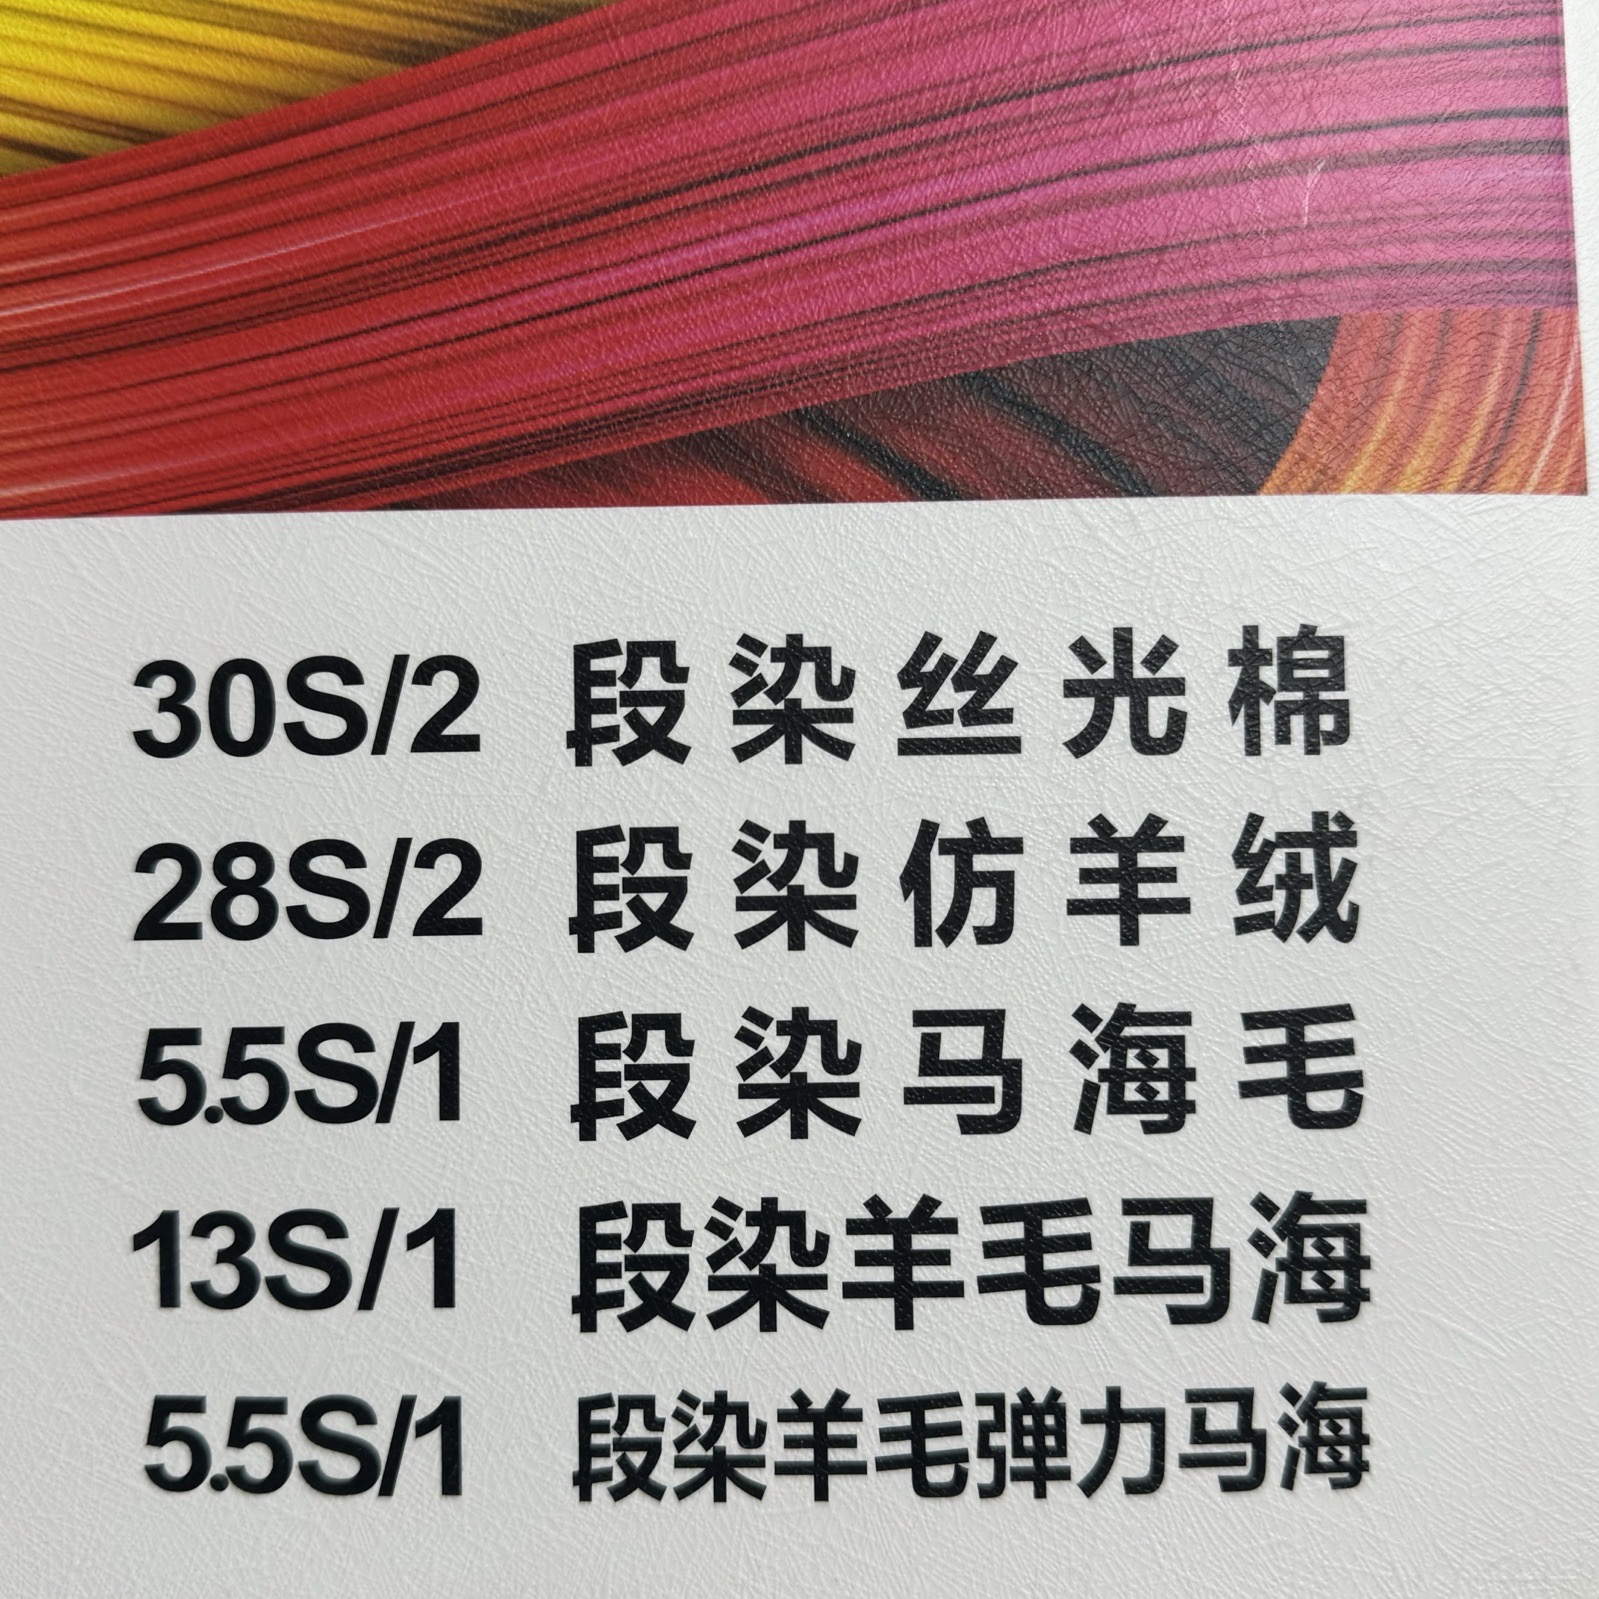 30S/2 段染丝光棉
28S/2 段染仿羊绒
5.5S/1 段染马海毛
13S/1 段染羊毛马海
5.5S/1 段染羊毛弹力马海